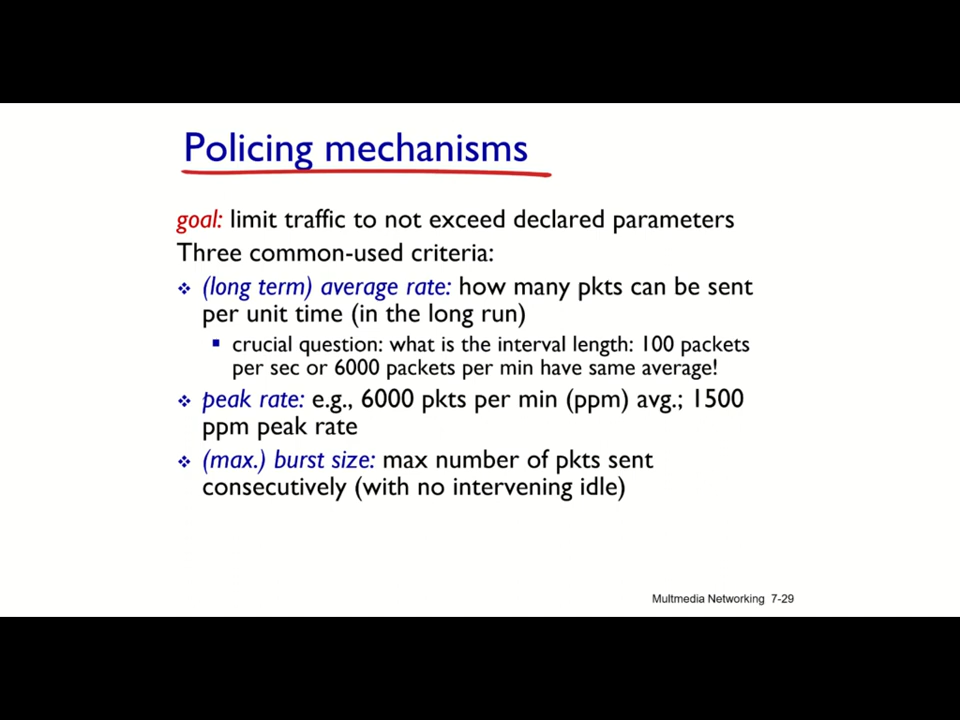 Policing mechanisms
goal: limit traffic to not exceed declared parameters
Three common-used criteria:
❖ (long term) average rate: how many pkts can be sent
per unit time (in the long run)
▪ crucial question: what is the interval length: 100 packets
per sec or 6000 packets per min have same average!
❖ peak rate: e.g., 6000 pkts per min (ppm) avg.; 1500
ppm peak rate
❖ (max.) burst size: max number of pkts sent
consecutively (with no intervening idle)
Multmedia Networking 7-29